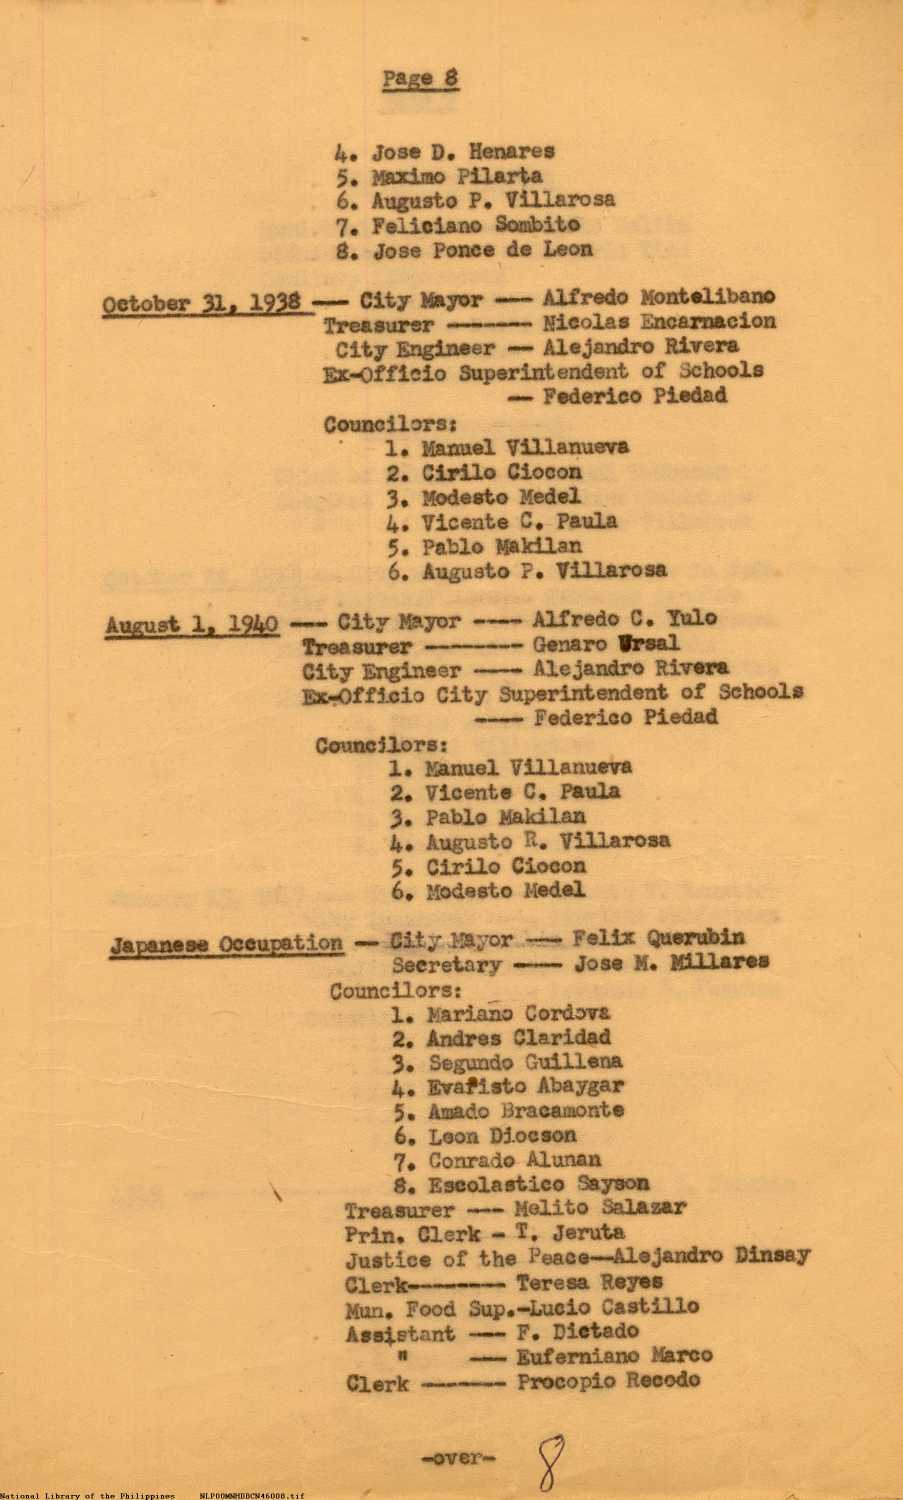 Page 8
4. Jose D. Henares
5. Maximo Pilarta
6. Augusto P. Villarosa
7. Feliciano Sombito
8. Jose Ponce de Leon
October 31, 1938 --- City Mayor --- Alfredo Montelibano
Treasurer ------- Nicolas Encarnacion
City Engineer -- Alejandro Rivera
Ex-Officio Superintendent of Schools
-- Federico Piedad
Councilors:
1. Manuel Villanueva
2. Cirilo Ciocon
3. Modesto Medel
4. Vicente C. Paula
5. Pablo Makilan
6. Augusto P. Villarosa
August 1, 1940 --- City Mayor ---- Alfredo C. Yulo
Treasurer -------- Genaro Ursal
City Engineer ---- Alejandro Rivera
Ex-Officio City Superintendent of Schools
---- Federico Piedad
Councilors:
1. Manuel Villanueva
2. Vicente C. Paula
3. Pablo Makilan
4. Augusto R. Villarosa
5. Cirilo Ciocon
6. Modesto Medel
Japanese Occupation -- City Mayor --- Felix Querubin
Secretary ---- Jose M. Millares
Councilors:
1. Mariano Cordova
2. Andres Claridad
3. Segundo Guillena
4. Evaristo Abaygar
5. Amado Bracamonte
6. Leon Diocson
7. Conrado Alunan
8. Escolastico Sayson
Treasurer --- Melito Salazar
Prin. Clerk - T. Jeruta
Justice of the Peace--Alejandro Dinsay
Clerk-------- Teresa Reyes
Mun. Food Sup.-Lucio Castillo
Assistant --- F. Dictado
" --- Euferniano Marco
Clerk ------- Procopio Recodo
-over- 8
National Library of the Philippines NLP00MNHDBCN46008.tif